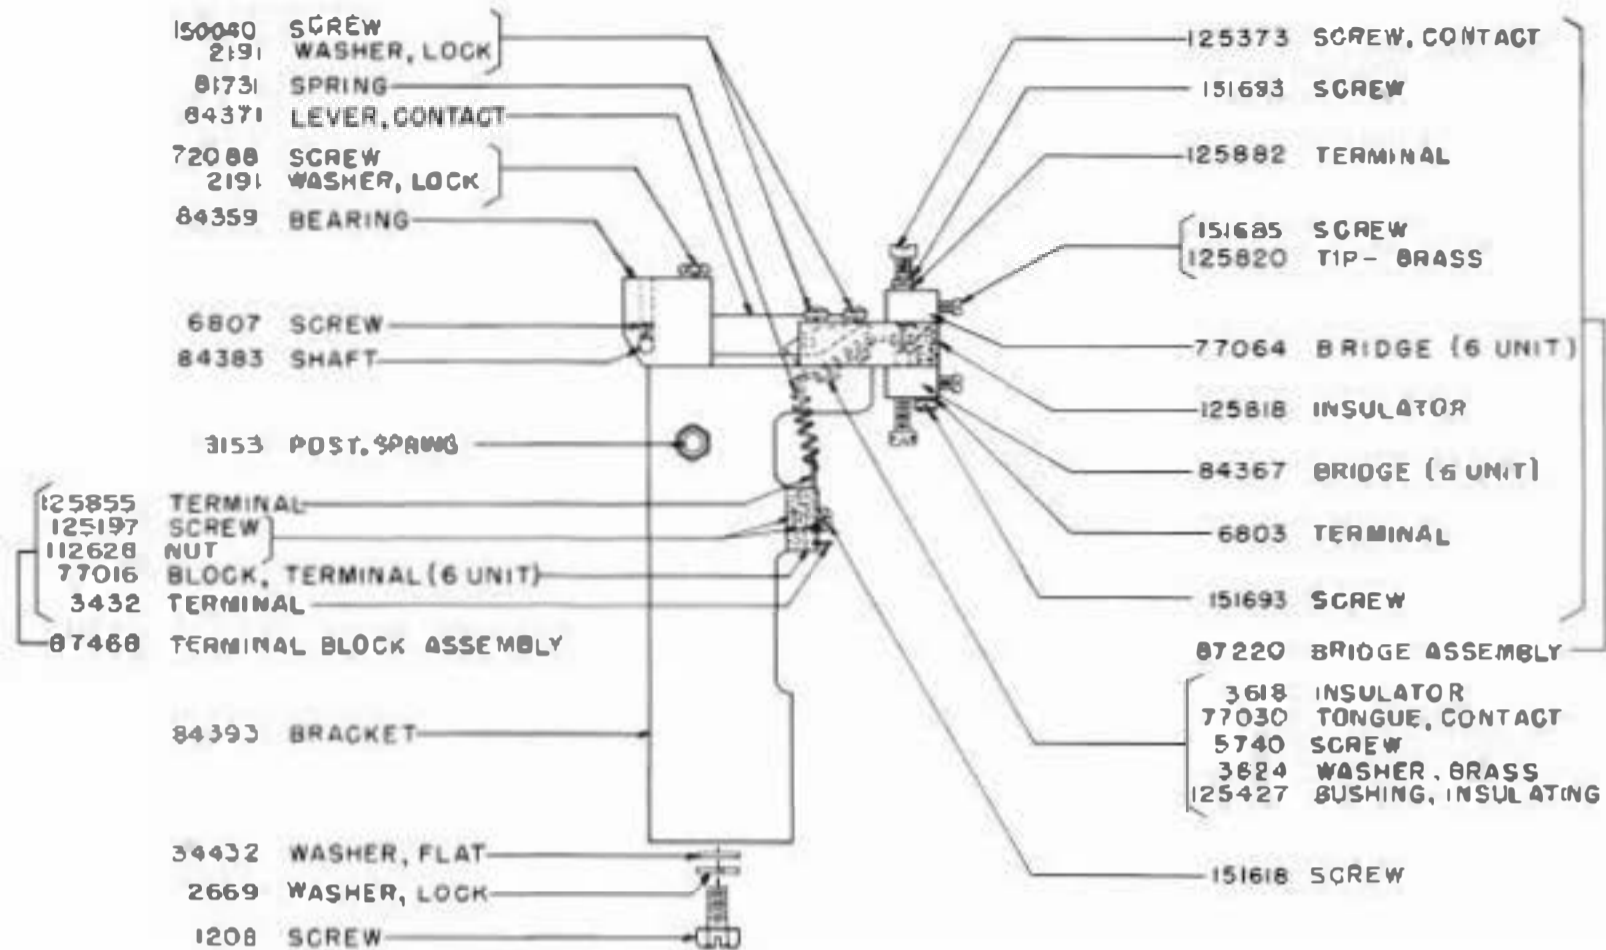 150040 SCREW
2191 WASHER, LOCK
81731 SPRING
84371 LEVER, CONTACT
72088 SCREW
2191 WASHER, LOCK
84359 BEARING
6807 SCREW
84383 SHAFT
3153 POST, SPRING
125855 TERMINAL
125197 SCREW
112628 NUT
77016 BLOCK, TERMINAL (6 UNIT)
3432 TERMINAL
87468 TERMINAL BLOCK ASSEMBLY
84393 BRACKET
34432 WASHER, FLAT
2669 WASHER, LOCK
1208 SCREW
125373 SCREW, CONTACT
151693 SCREW
125882 TERMINAL
151685 SCREW
125820 TIP - BRASS
77064 BRIDGE (6 UNIT)
125818 INSULATOR
84367 BRIDGE (6 UNIT)
6803 TERMINAL
151693 SCREW
87220 BRIDGE ASSEMBLY
3618 INSULATOR
77030 TONGUE, CONTACT
5740 SCREW
3624 WASHER, BRASS
125427 BUSHING, INSULATING
151618 SCREW